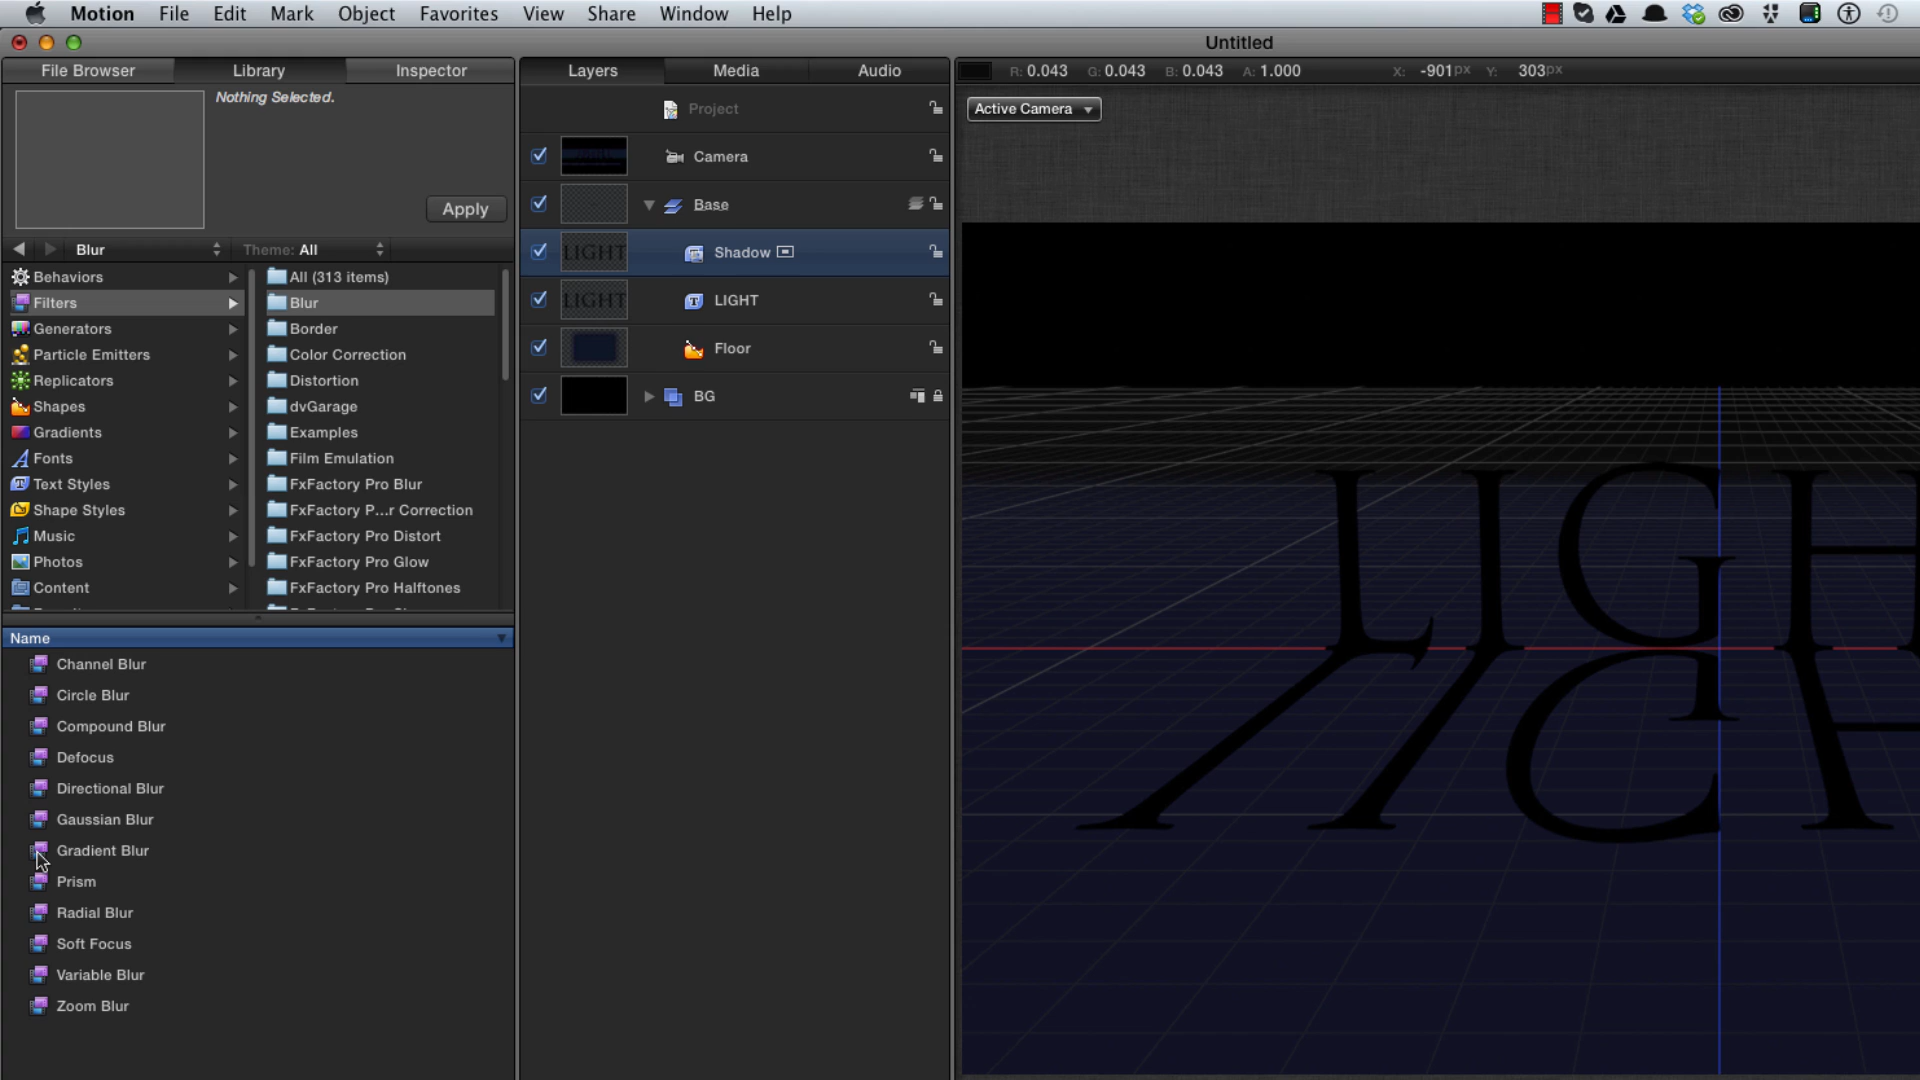 Motion File Edit Mark Object Favorites View Share Window Help
Untitled
File Browser Library Inspector
Nothing Selected.
Apply
Blur Theme: All
Behaviors
Filters
Generators
Particle Emitters
Replicators
Shapes
Gradients
Fonts
Text Styles
Shape Styles
Music
Photos
Content
All (313 items)
Blur
Border
Color Correction
Distortion
dvGarage
Examples
Film Emulation
FxFactory Pro Blur
FxFactory P...r Correction
FxFactory Pro Distort
FxFactory Pro Glow
FxFactory Pro Halftones
Name
Channel Blur
Circle Blur
Compound Blur
Defocus
Directional Blur
Gaussian Blur
Gradient Blur
Prism
Radial Blur
Soft Focus
Variable Blur
Zoom Blur
Layers Media Audio
Project
Camera
Base
LIGHT Shadow
LIGHT LIGHT
Floor
BG
R: 0.043 G: 0.043 B: 0.043 A: 1.000 X: -901px Y: 303px
Active Camera
LIGH